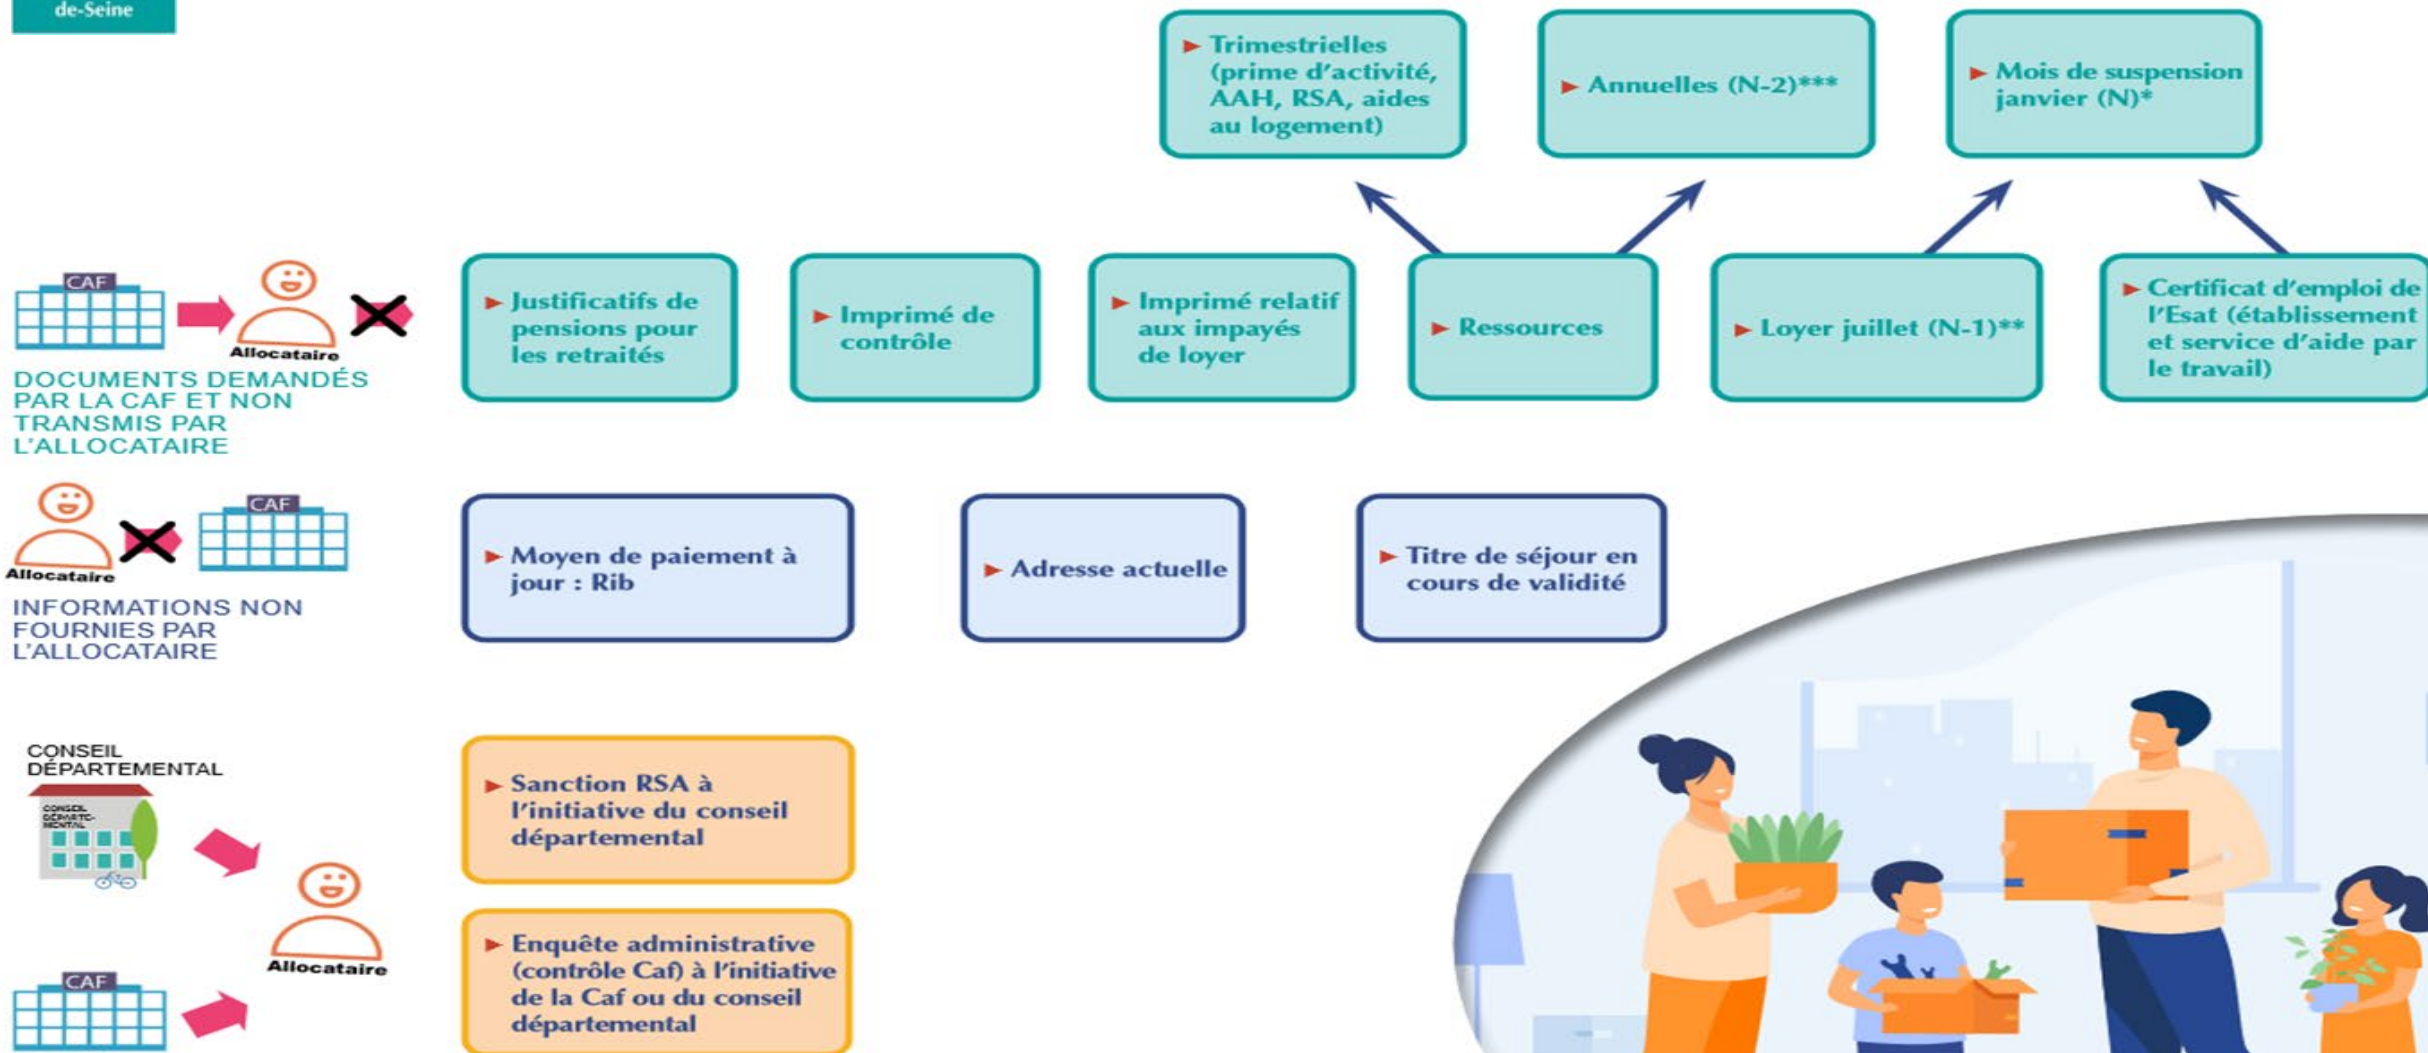 de-Seine
► Trimestrielles
(prime d'activité,
AAH, RSA, aides
au logement)
► Annuelles (N-2)***
► Mois de suspension
janvier (N)*
CAF
Allocataire
DOCUMENTS DEMANDÉS
PAR LA CAF ET NON
TRANSMIS PAR
L'ALLOCATAIRE
► Justificatifs de
pensions pour
les retraités
► Imprimé de
contrôle
► Imprimé relatif
aux impayés
de loyer
► Ressources
► Loyer juillet (N-1)**
► Certificat d'emploi de
l'Esat (établissement
et service d'aide par
le travail)
Allocataire
CAF
INFORMATIONS NON
FOURNIES PAR
L'ALLOCATAIRE
► Moyen de paiement à
jour : Rib
► Adresse actuelle
► Titre de séjour en
cours de validité
CONSEIL
DÉPARTEMENTAL
CONSEIL
DÉPARTE-
MENTAL
Allocataire
CAF
► Sanction RSA à
l'initiative du conseil
départemental
► Enquête administrative
(contrôle Caf) à l'initiative
de la Caf ou du conseil
départemental